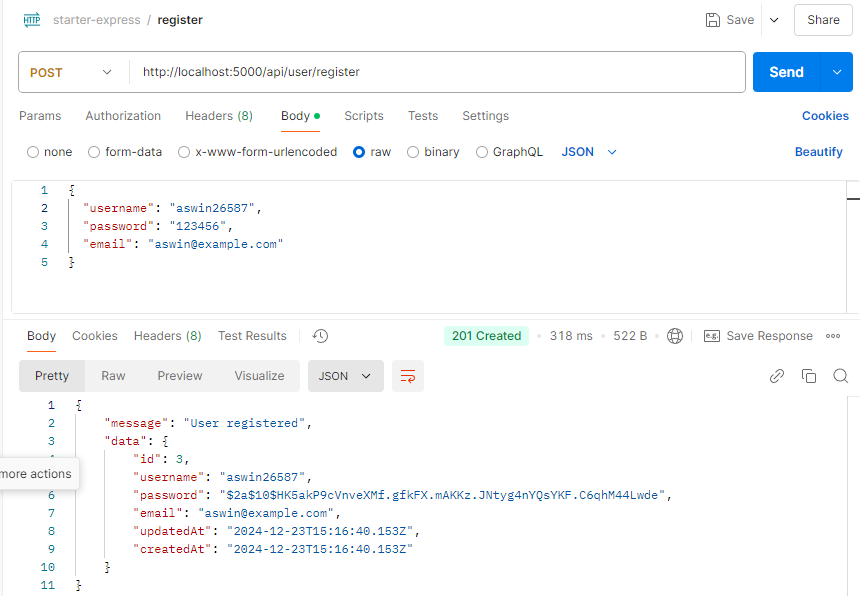 HTTP starter-express / register Save Share
POST http://localhost:5000/api/user/register Send
Params Authorization Headers (8) Body Scripts Tests Settings Cookies
none form-data x-www-form-urlencoded raw binary GraphQL JSON Beautify
1 {
2 "username": "aswin26587",
3 "password": "123456",
4 "email": "aswin@example.com"
5 }
Body Cookies Headers (8) Test Results 201 Created • 318 ms • 522 B • e.g. Save Response
Pretty Raw Preview Visualize JSON
1 {
2 "message": "User registered",
3 "data": {
"id": 3,
more actions
"username": "aswin26587",
6 "password": "$2a$10$HK5akP9cVnveXMf.gfkFX.mAKKz.JNtyg4nYQsYKF.C6qhM44Lwde",
7 "email": "aswin@example.com",
8 "updatedAt": "2024-12-23T15:16:40.153Z",
9 "createdAt": "2024-12-23T15:16:40.153Z"
10 }
11 }